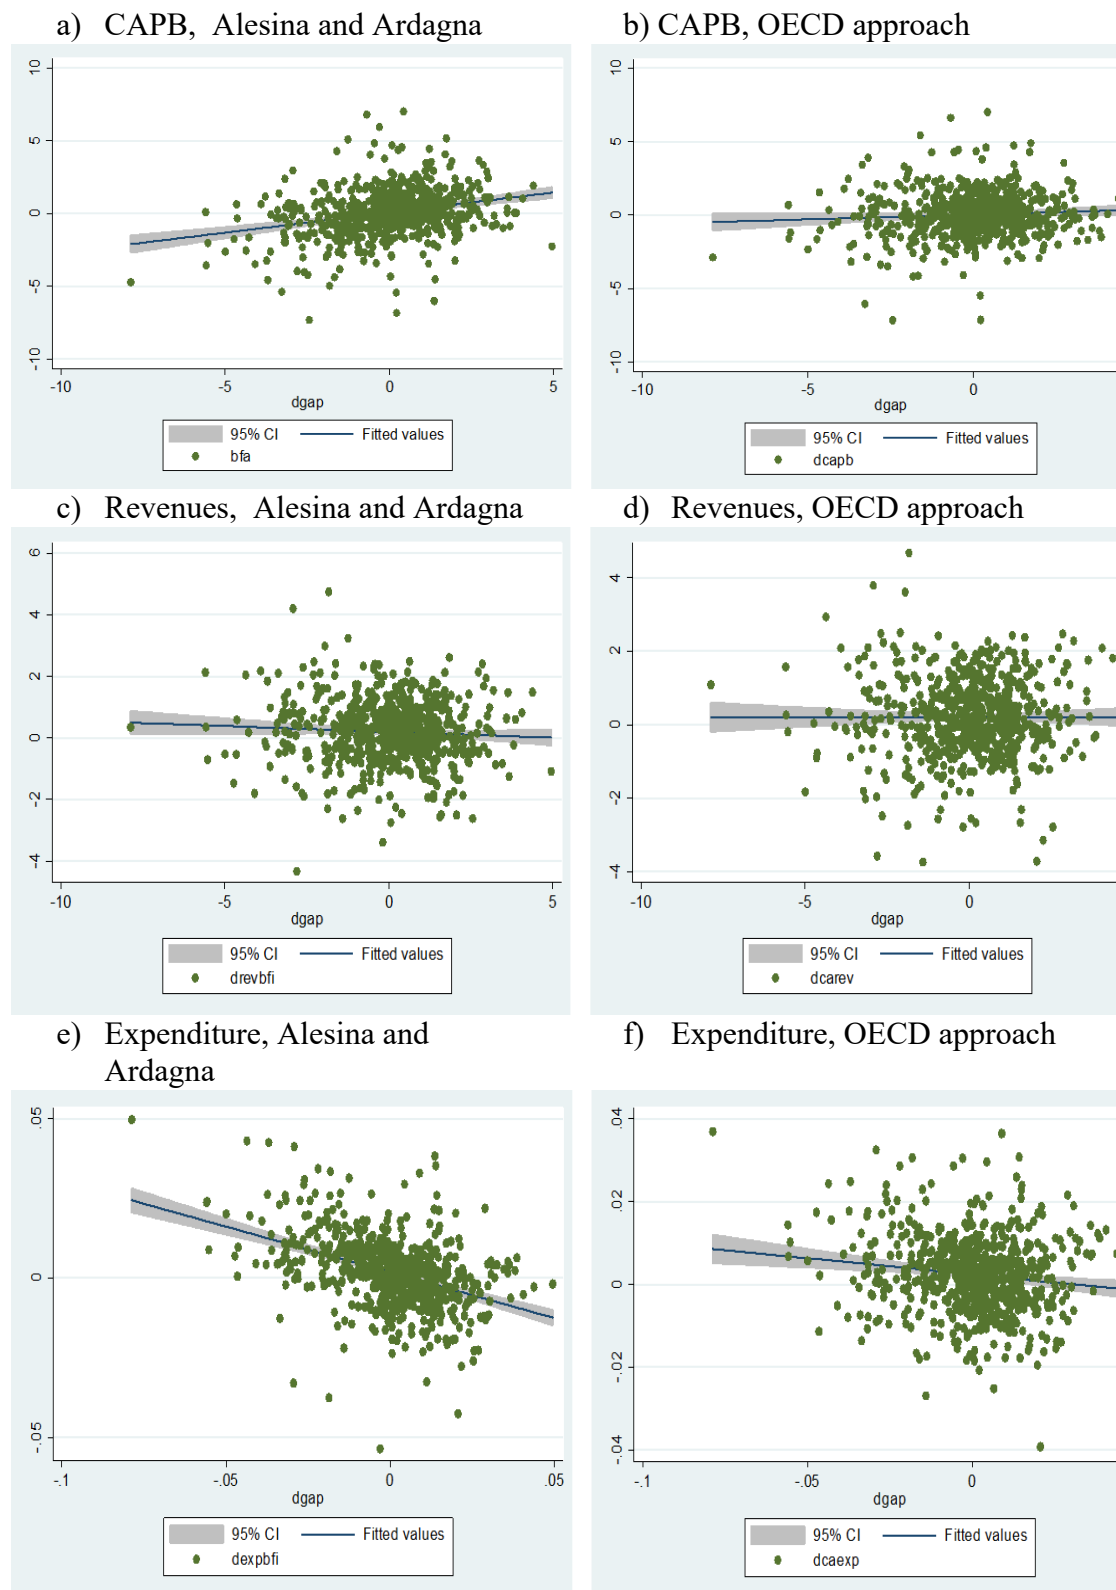 a) CAPB, Alesina and Ardagna
b) CAPB, OECD approach
10
5
0
-5
-10
-10
-5
0
5
dgap
95% CI
Fitted values
bfa
10
5
0
-5
-10
-10
-5
0
dgap
95% CI
Fitted values
dcapb
c) Revenues, Alesina and Ardagna
d) Revenues, OECD approach
6
4
2
0
-2
-4
-10
-5
0
5
dgap
95% CI
Fitted values
drevbfi
4
2
0
-2
-4
-10
-5
0
dgap
95% CI
Fitted values
dcarev
e) Expenditure, Alesina and
Ardagna
f) Expenditure, OECD approach
.05
0
-.05
-.1
-.05
0
.05
dgap
95% CI
Fitted values
dexpbfi
.04
.02
0
-.02
-.04
-.1
-.05
0
dgap
95% CI
Fitted values
dcaexp